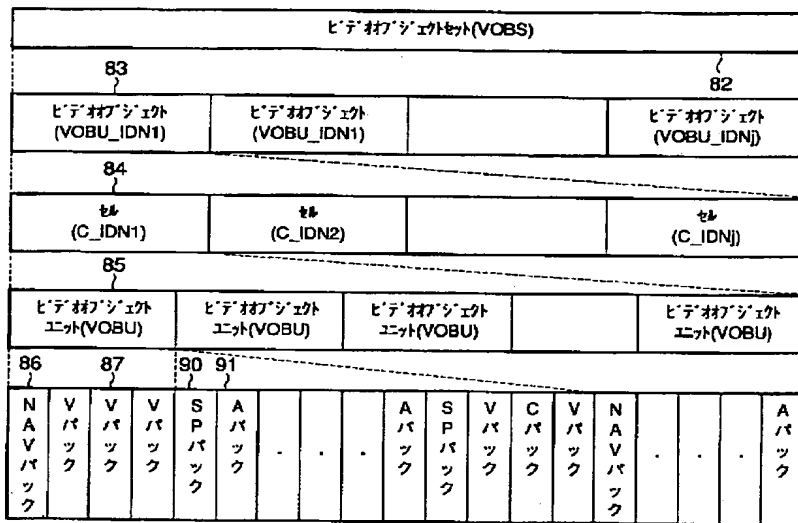 ビデオオブジェクトセット(VOBS)
83
82
ビデオオブジェクト
(VOBU_IDN1)
ビデオオブジェクト
(VOBU_IDN1)
ビデオオブジェクト
(VOBU_IDNj)
84
セル
(C_IDN1)
セル
(C_IDN2)
セル
(C_IDNj)
85
ビデオオブジェクト
ユニット(VOBU)
ビデオオブジェクト
ユニット(VOBU)
ビデオオブジェクト
ユニット(VOBU)
ビデオオブジェクト
ユニット(VOBU)
86
87
90
91
NAVパック
Vパック
Vパック
Vパック
SPパック
Aパック
・
・
・
Aパック
SPパック
Vパック
Cパック
Vパック
NAVパック
・
・
・
Aパック